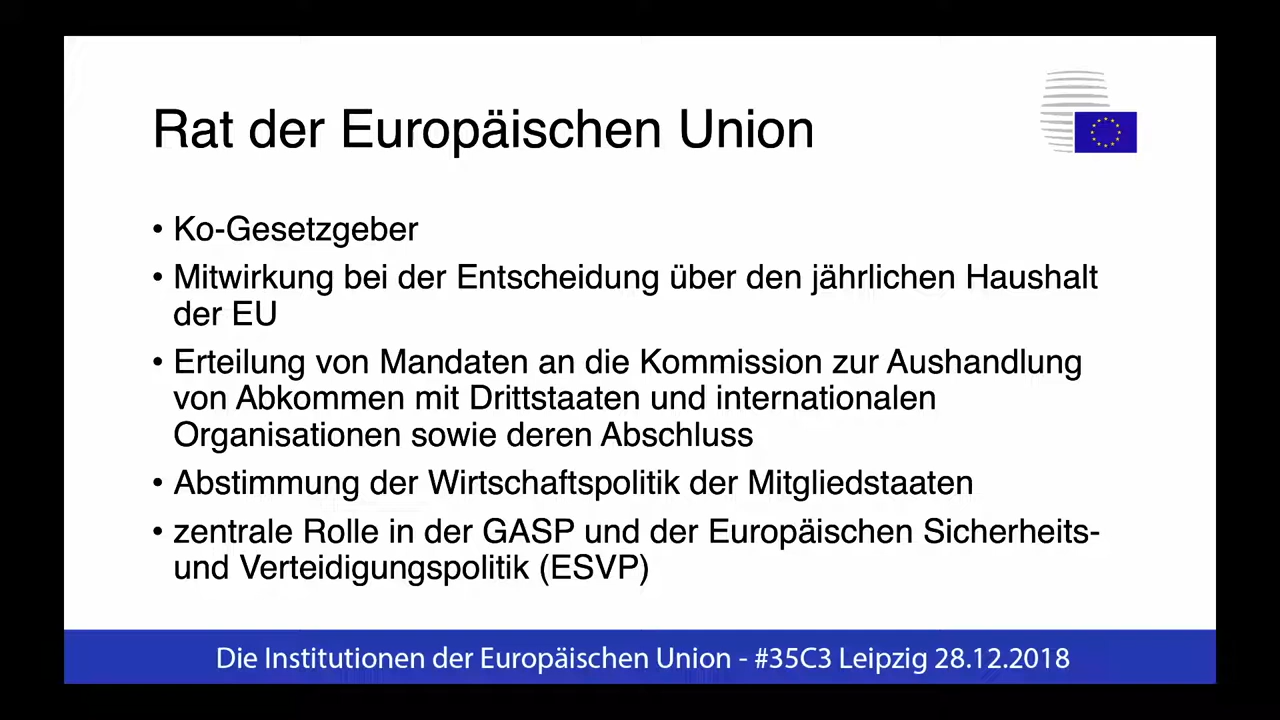 Rat der Europäischen Union
• Ko-Gesetzgeber
• Mitwirkung bei der Entscheidung über den jährlichen Haushalt
der EU
• Erteilung von Mandaten an die Kommission zur Aushandlung
von Abkommen mit Drittstaaten und internationalen
Organisationen sowie deren Abschluss
• Abstimmung der Wirtschaftspolitik der Mitgliedstaaten
• zentrale Rolle in der GASP und der Europäischen Sicherheits-
und Verteidigungspolitik (ESVP)
Die Institutionen der Europäischen Union - #35C3 Leipzig 28.12.2018